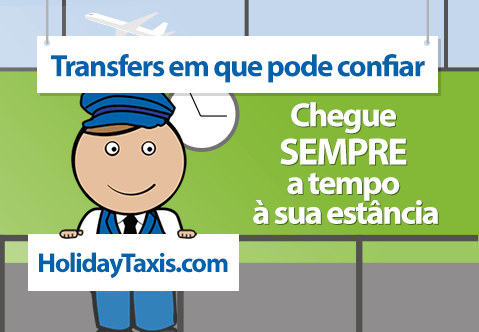 Transfers em que pode confiar
Chegue
SEMPRE
a tempo
à sua estância
HolidayTaxis.com